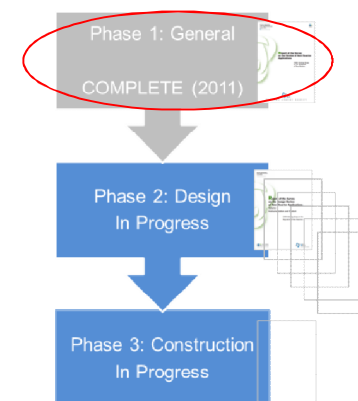 Phase 1: General
COMPLETE (2011)
Phase 2: Design
In Progress
Phase 3: Construction
In Progress